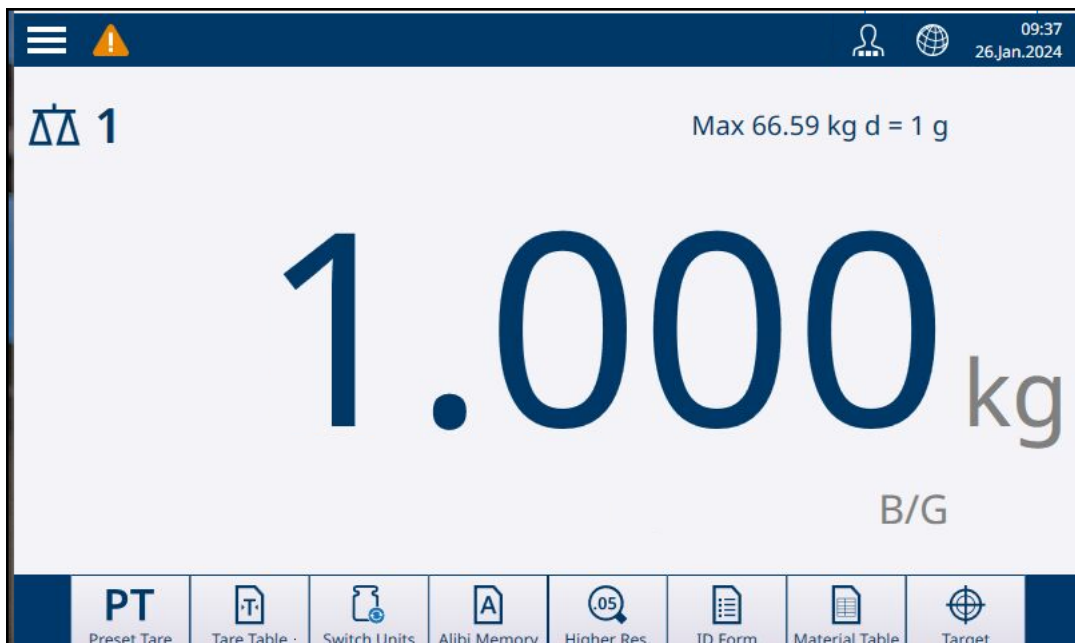 09:37
26.Jan.2024
1
Max 66.59 kg d = 1 g
1.000 kg
B/G
PT
Preset Tare
T
Tare Table
Switch Units
A
Alibi Memory
.05
Higher Res.
ID Form
Material Table
Target